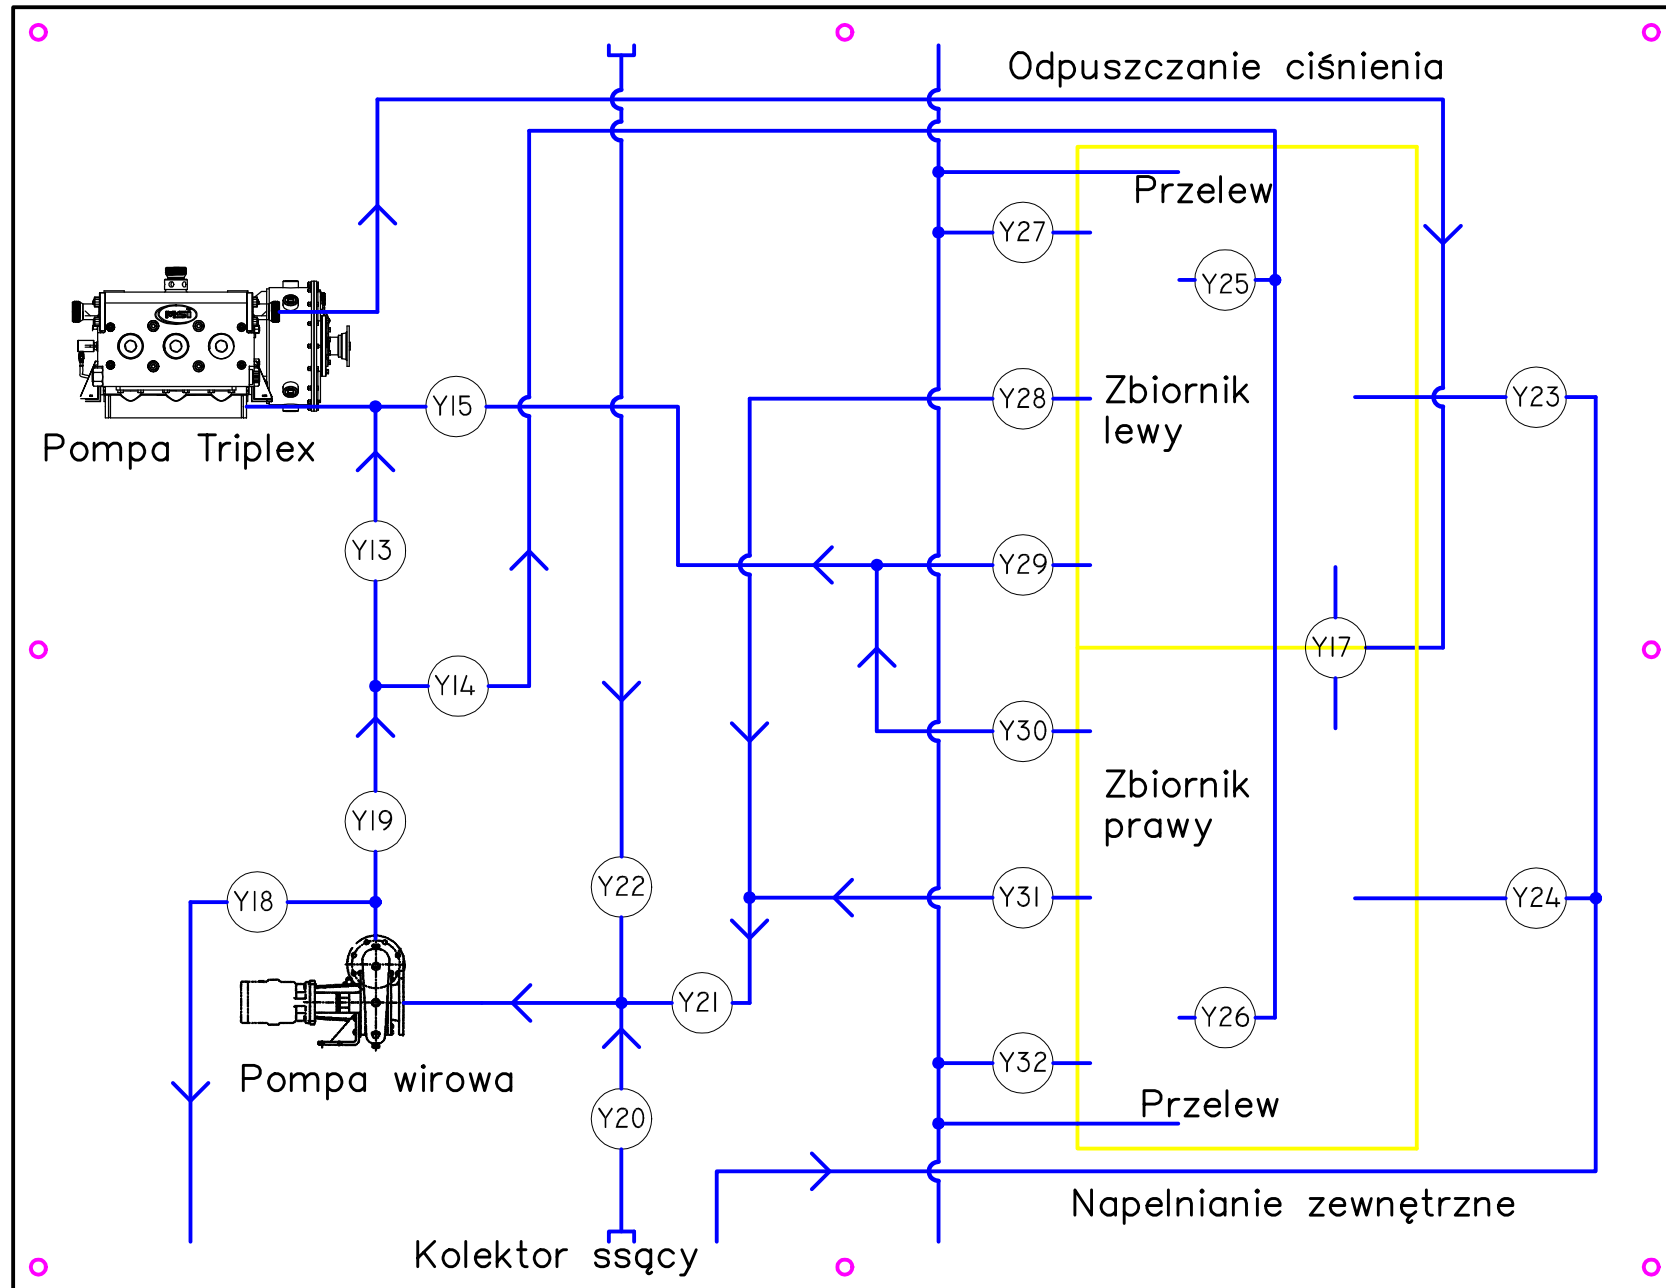 Odpuszczanie ciśnienia
Przelew
Y27
Y25
MSI
Y15
Y28
Zbiornik
lewy
Y23
Pompa Triplex
Y13
Y29
Y17
Y14
Y30
Zbiornik
prawy
Y19
Y22
Y31
Y24
Y18
Y21
Y26
Pompa wirowa
Y32
Y20
Przelew
Napelnianie zewnętrzne
Kolektor ssący